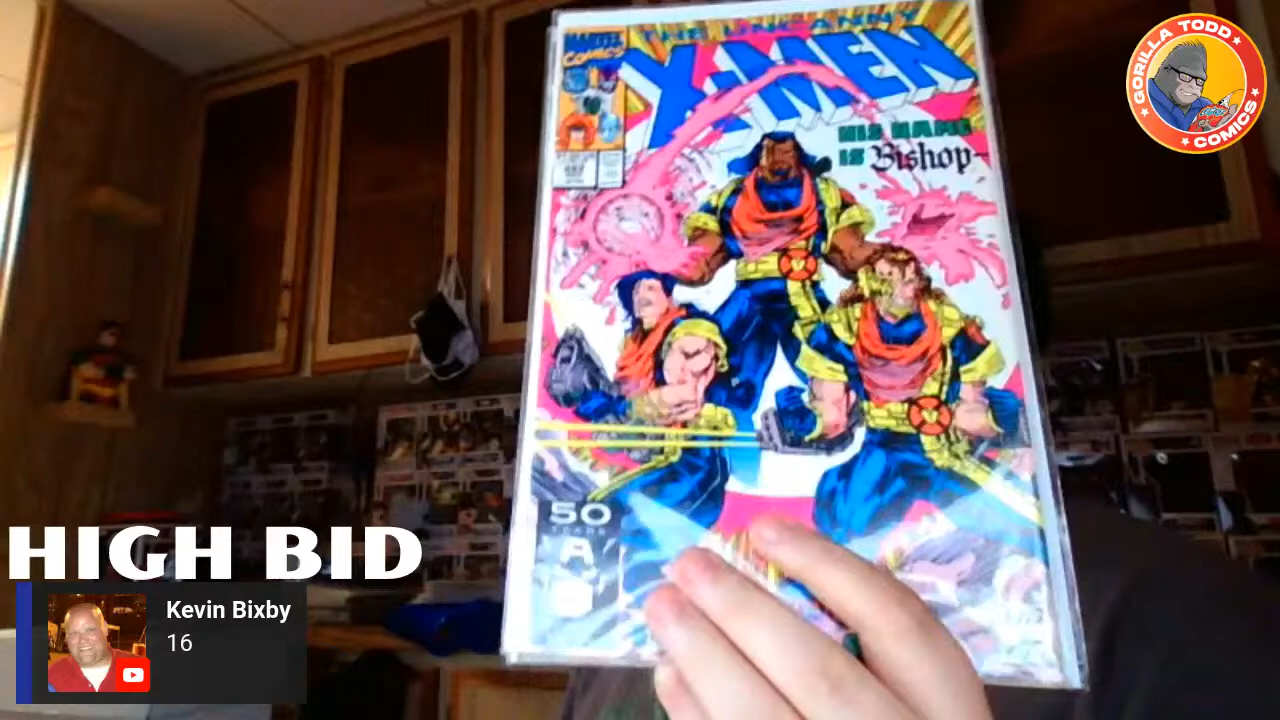 THE UNCANNY
X-MEN
MARVEL
COMICS
HIS NAME
IS Bishop-
50
YEARS
GORILLA TODD
COMICS
HIGH BID
Kevin Bixby
16